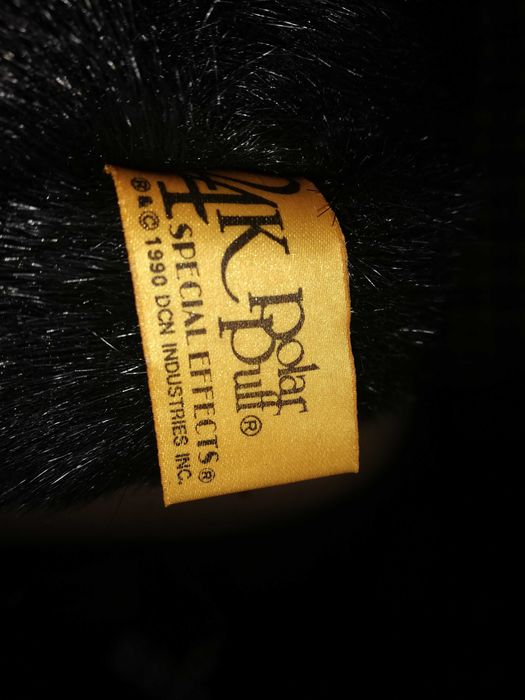 24K
Polar
Puff®
SPECIAL EFFECTS®
® & © 1990 DCN INDUSTRIES INC.